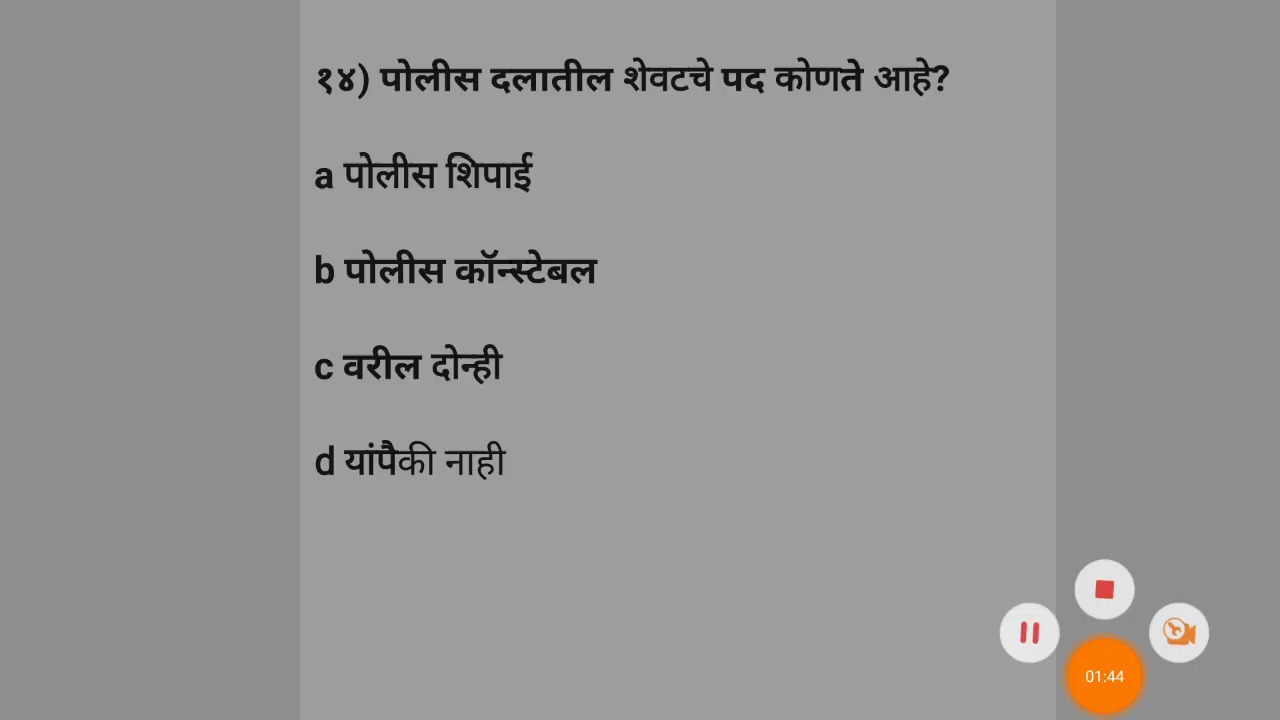 १४) पोलीस दलातील शेवटचे पद कोणते आहे?
a पोलीस शिपाई
b पोलीस कॉन्स्टेबल
c वरील दोन्ही
d यांपैकी नाही
01:44